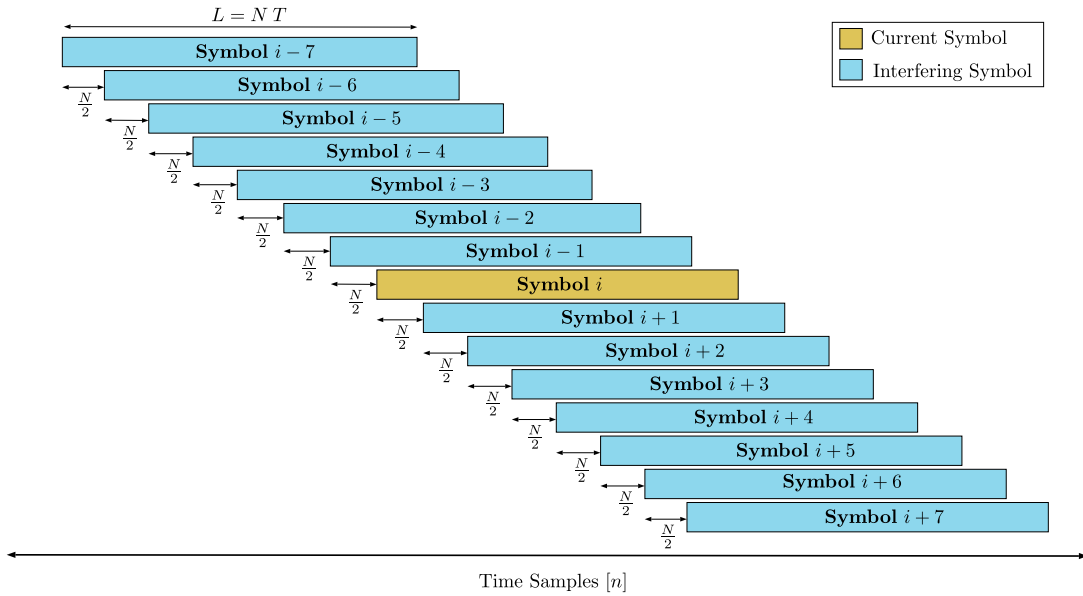 L = N T
Current Symbol
Interfering Symbol
Symbol i − 7
N/2
Symbol i − 6
N/2
Symbol i − 5
N/2
Symbol i − 4
N/2
Symbol i − 3
N/2
Symbol i − 2
N/2
Symbol i − 1
N/2
Symbol i
N/2
Symbol i + 1
N/2
Symbol i + 2
N/2
Symbol i + 3
N/2
Symbol i + 4
N/2
Symbol i + 5
N/2
Symbol i + 6
N/2
Symbol i + 7
Time Samples [n]